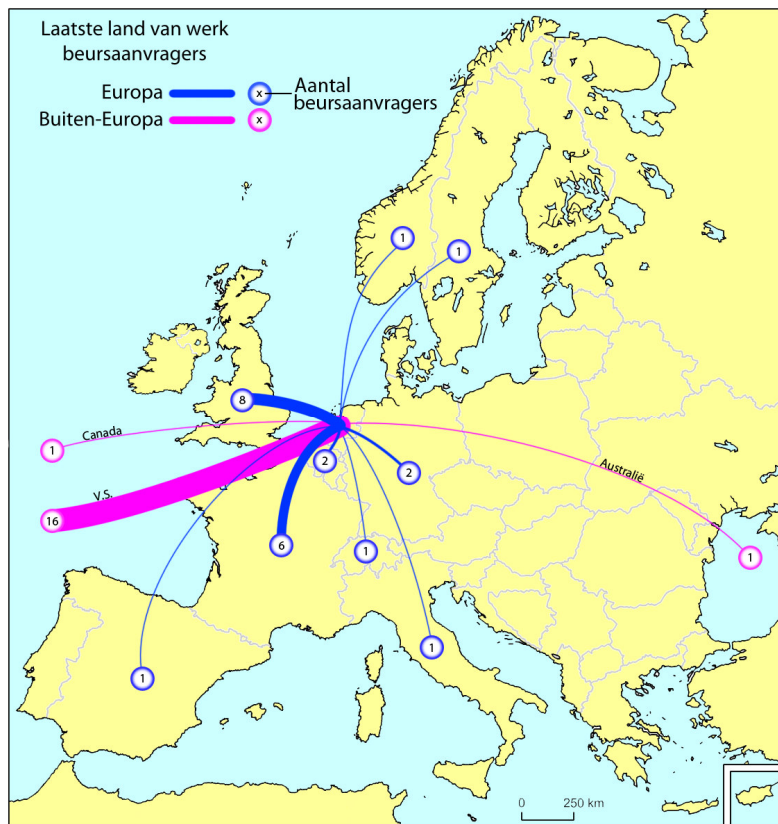 Laatste land van werk
beursaanvragers
Europa
x
Aantal
beursaanvragers
Buiten-Europa
x
1
1
8
Canada
1
2
2
Australië
V.S.
16
6
1
1
1
1
0 250 km